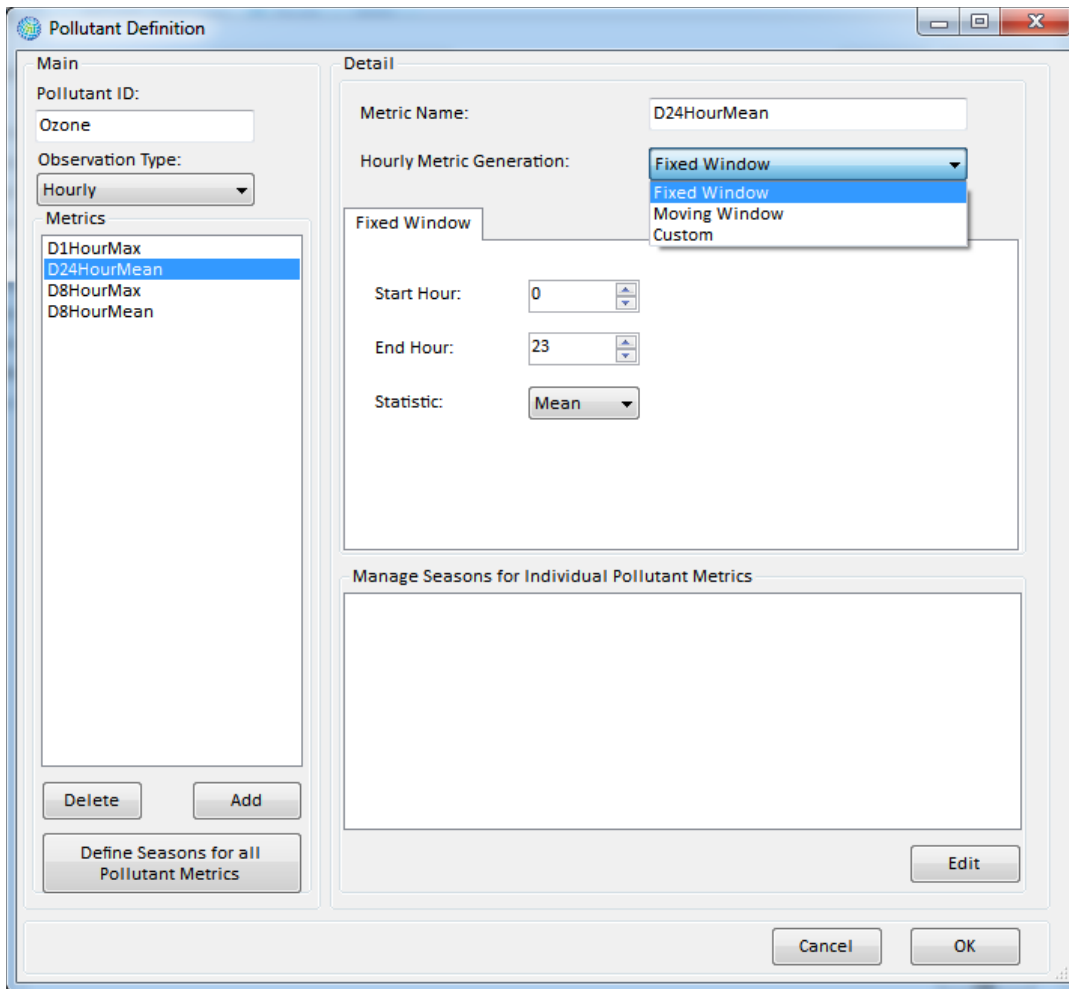 Pollutant Definition
Main
Pollutant ID:
Ozone
Observation Type:
Hourly
Metrics
D1HourMax
D24HourMean
D8HourMax
D8HourMean
Delete
Add
Define Seasons for all
Pollutant Metrics
Detail
Metric Name:
D24HourMean
Hourly Metric Generation:
Fixed Window
Fixed Window
Moving Window
Custom
Fixed Window
Start Hour:
0
End Hour:
23
Statistic:
Mean
Manage Seasons for Individual Pollutant Metrics
Edit
Cancel
OK